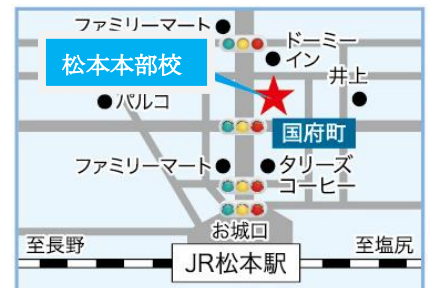 ファミリーマート
ドーミー
イン
松本本部校
井上
パルコ
国府町
ファミリーマート
タリーズ
コーヒー
お城口
至長野
至塩尻
JR松本駅